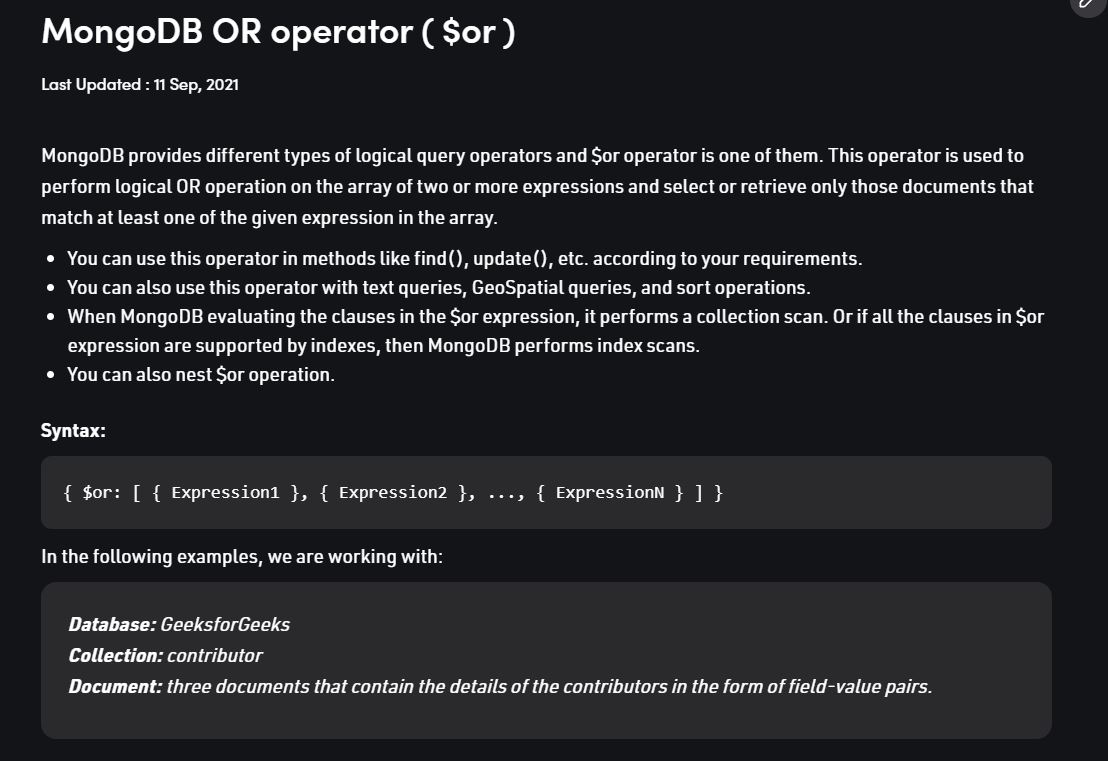 MongoDB OR operator ( $or )
Last Updated : 11 Sep, 2021
MongoDB provides different types of logical query operators and $or operator is one of them. This operator is used to
perform logical OR operation on the array of two or more expressions and select or retrieve only those documents that
match at least one of the given expression in the array.
• You can use this operator in methods like find(), update(), etc. according to your requirements.
• You can also use this operator with text queries, GeoSpatial queries, and sort operations.
• When MongoDB evaluating the clauses in the $or expression, it performs a collection scan. Or if all the clauses in $or
expression are supported by indexes, then MongoDB performs index scans.
• You can also nest $or operation.
Syntax:
{ $or: [ { Expression1 }, { Expression2 }, ..., { ExpressionN } ] }
In the following examples, we are working with:
Database: GeeksforGeeks
Collection: contributor
Document: three documents that contain the details of the contributors in the form of field-value pairs.